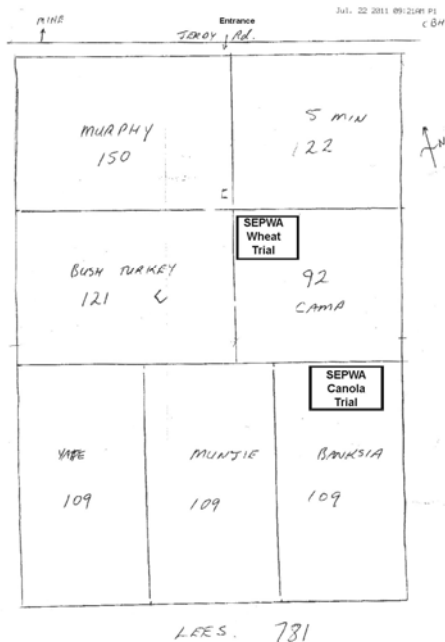 Jul. 22 2011 09:21AM P1
MINE
Entrance
CBH
JERDY Rd.
MURPHY
150
5 MIN
122
N
SEPWA
Wheat
Trial
BUSH TURKEY
121
92
CAMP
SEPWA
Canola
Trial
YATE
109
MUNJIE
109
BANKSIA
109
LEES. 781